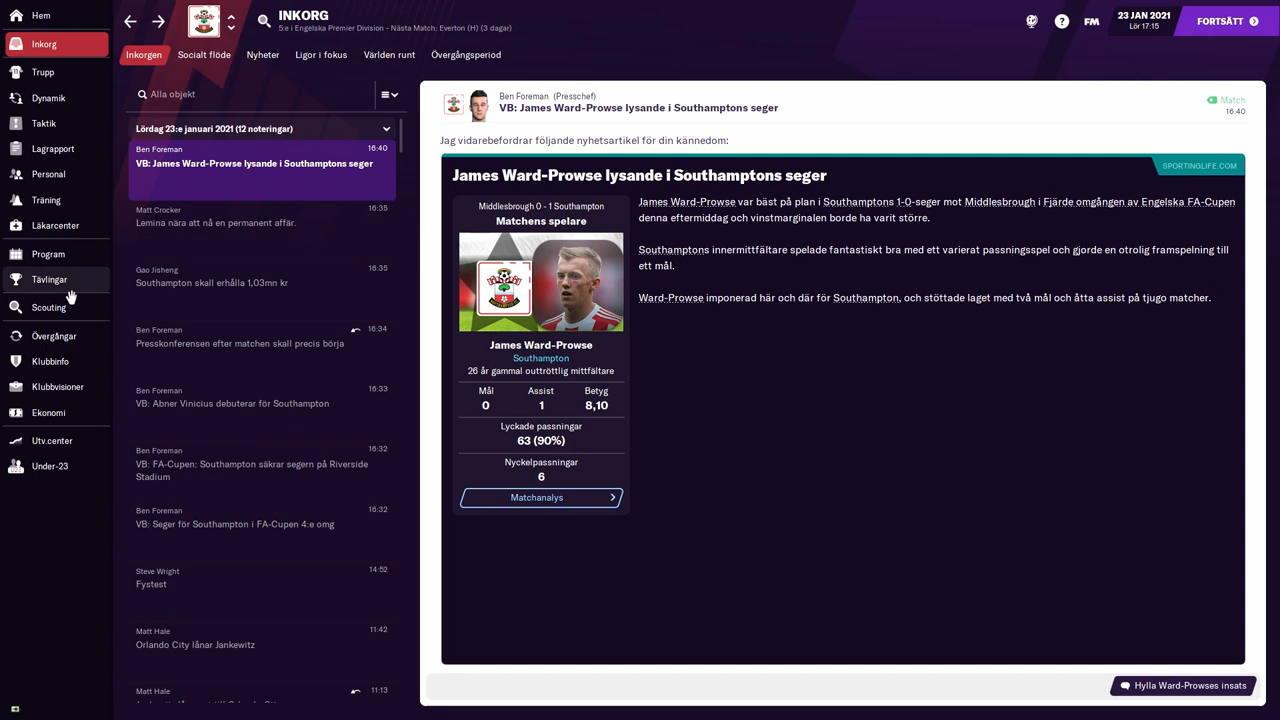 Hem
Inkorg
Trupp
Dynamik
Taktik
Lagrapport
Personal
Träning
Läkarcenter
Program
Tävlingar
Scouting
Övergångar
Klubbinfo
Klubbvisioner
Ekonomi
Utv.center
Under-23
INKORG
5:e i Engelska Premier Division - Nästa Match: Everton (H) (3 dagar)
FM
23 JAN 2021
Lör 17:15
FORTSÄTT
Inkorgen
Socialt flöde
Nyheter
Ligor i fokus
Världen runt
Övergångsperiod
Alla objekt
Lördag 23:e januari 2021 (12 noteringar)
Ben Foreman 16:40
VB: James Ward-Prowse lysande i Southamptons seger
Matt Crocker 16:35
Lemina nära att nå en permanent affär.
Gao Jisheng 16:35
Southampton skall erhålla 1,03mn kr
Ben Foreman 16:34
Presskonferensen efter matchen skall precis börja
Ben Foreman 16:33
VB: Abner Vinicius debuterar för Southampton
Ben Foreman 16:32
VB: FA-Cupen: Southampton säkrar segern på Riverside
Stadium
Ben Foreman 16:32
VB: Seger för Southampton i FA-Cupen 4:e omg
Steve Wright 14:52
Fystest
Matt Hale 11:42
Orlando City lånar Jankewitz
Matt Hale 11:13
Ben Foreman (Presschef)
VB: James Ward-Prowse lysande i Southamptons seger
Match
16:40
Jag vidarebefordrar följande nyhetsartikel för din kännedom:
SPORTINGLIFE.COM
James Ward-Prowse lysande i Southamptons seger
Middlesbrough 0 - 1 Southampton
Matchens spelare
James Ward-Prowse
Southampton
26 år gammal outtröttlig mittfältare
Mål Assist Betyg
0 1 8,10
Lyckade passningar
63 (90%)
Nyckelpassningar
6
Matchanalys
James Ward-Prowse var bäst på plan i Southamptons 1-0-seger mot Middlesbrough i Fjärde omgången av Engelska FA-Cupen
denna eftermiddag och vinstmarginalen borde ha varit större.
Southamptons innermittfältare spelade fantastiskt bra med ett varierat passningsspel och gjorde en otrolig framspelning till
ett mål.
Ward-Prowse imponerad här och där för Southampton, och stöttade laget med två mål och åtta assist på tjugo matcher.
Hylla Ward-Prowses insats